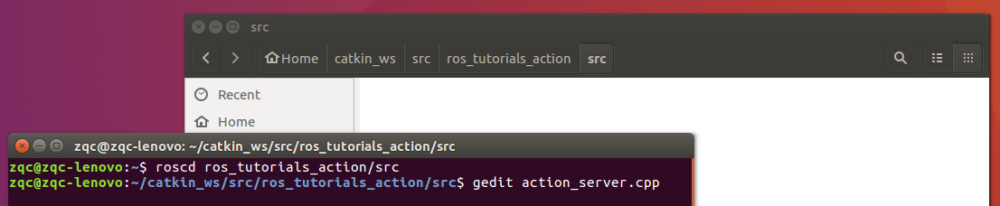 src
Home catkin_ws src ros_tutorials_action src
Recent
Home
zqc@zqc-lenovo: ~/catkin_ws/src/ros_tutorials_action/src
zqc@zqc-lenovo:~$ roscd ros_tutorials_action/src
zqc@zqc-lenovo:~/catkin_ws/src/ros_tutorials_action/src$ gedit action_server.cpp